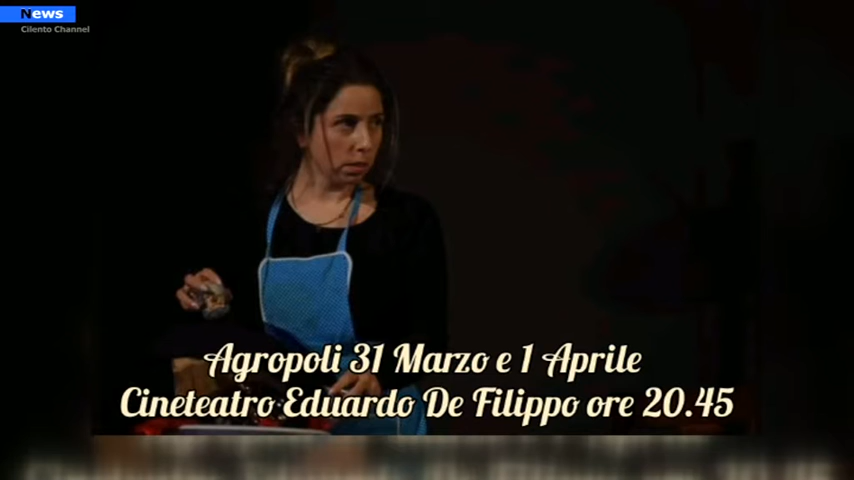 News
Cilento Channel
Agropoli 31 Marzo e 1 Aprile
Cineteatro Eduardo De Filippo ore 20.45